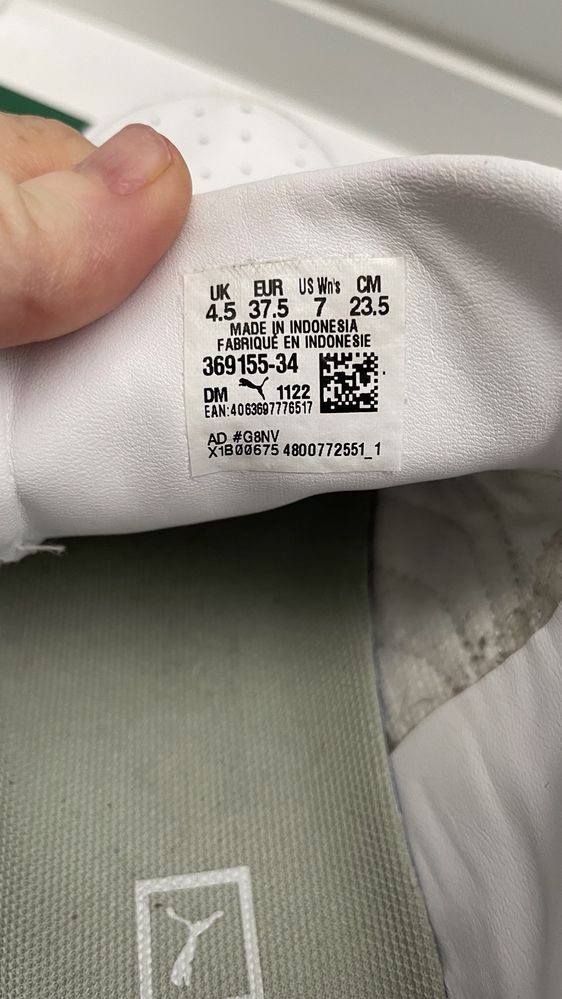 UK EUR US Wn's CM
4.5 37.5 7 23.5
MADE IN INDONESIA
FABRIQUÉ EN INDONESIE
369155-34
DM 1122
EAN:4063697776517
AD #G8NV
X1B00675 4800772551_1